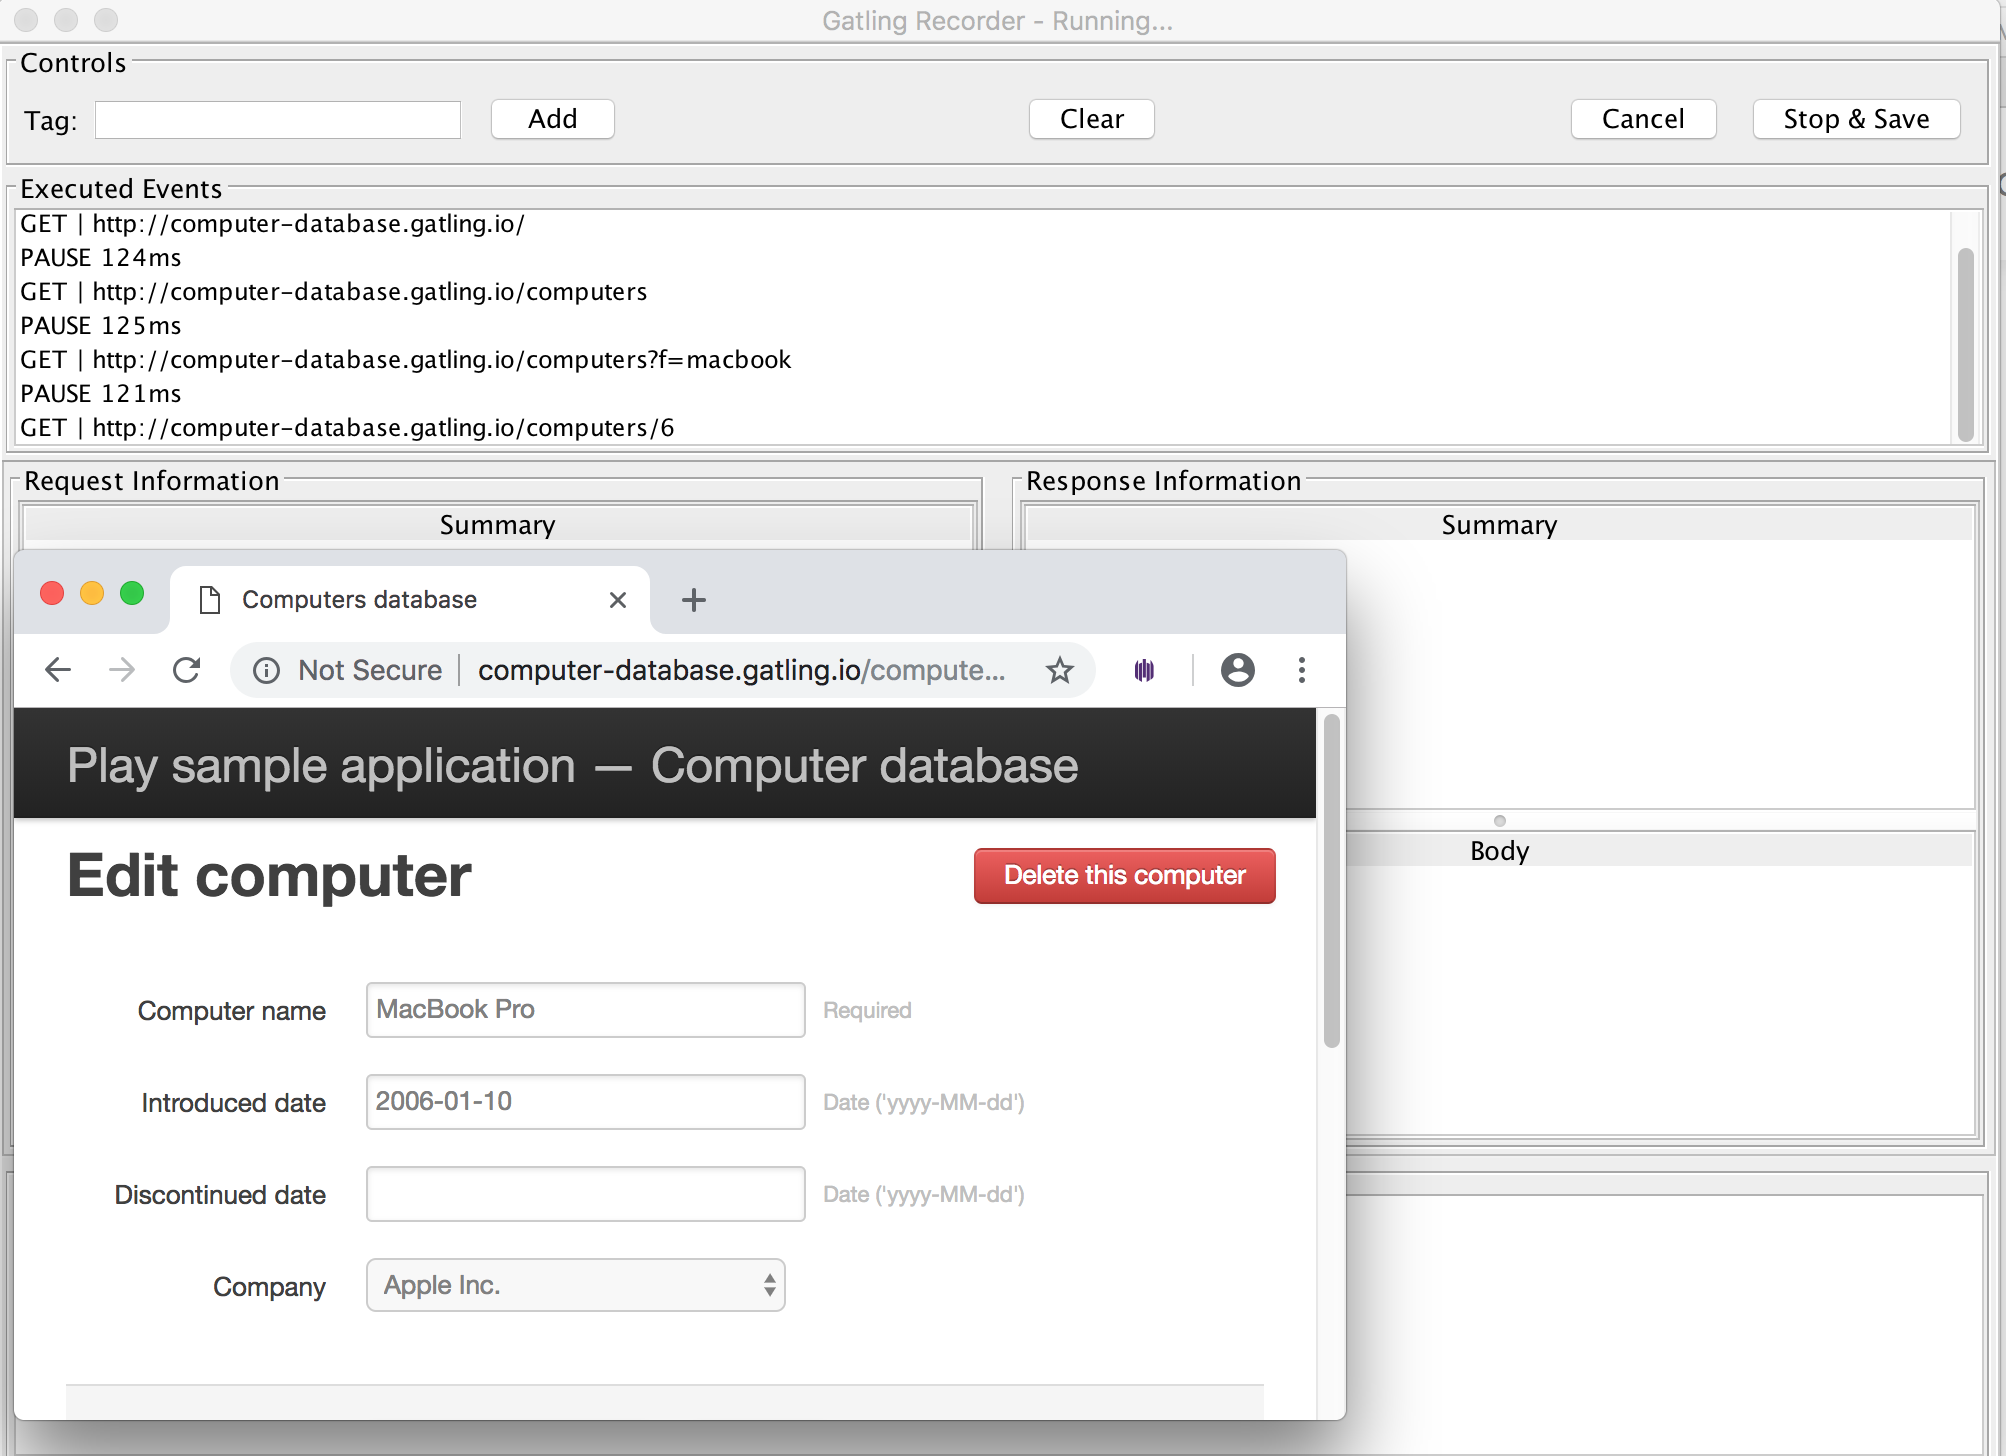 Gatling Recorder - Running...
Controls
Tag: Add Clear Cancel Stop & Save
Executed Events
GET | http://computer-database.gatling.io/
PAUSE 124ms
GET | http://computer-database.gatling.io/computers
PAUSE 125ms
GET | http://computer-database.gatling.io/computers?f=macbook
PAUSE 121ms
GET | http://computer-database.gatling.io/computers/6
Request Information
Summary
Response Information
Summary
Body
Computers database
Not Secure computer-database.gatling.io/compute...
Play sample application — Computer database
Edit computer
Delete this computer
Computer name MacBook Pro Required
Introduced date 2006-01-10 Date ('yyyy-MM-dd')
Discontinued date Date ('yyyy-MM-dd')
Company Apple Inc.